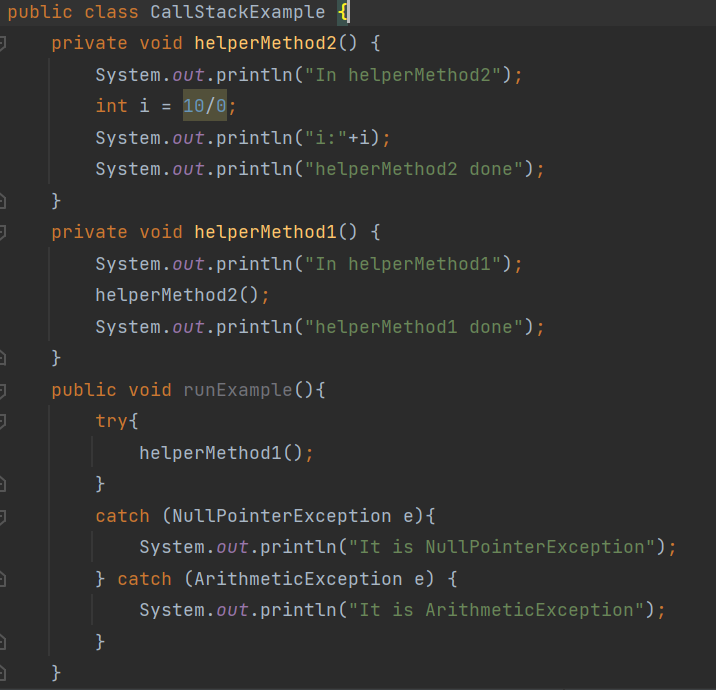 public class CallStackExample {
    private void helperMethod2() {
        System.out.println("In helperMethod2");
        int i = 10/0;
        System.out.println("i:"+i);
        System.out.println("helperMethod2 done");
    }
    private void helperMethod1() {
        System.out.println("In helperMethod1");
        helperMethod2();
        System.out.println("helperMethod1 done");
    }
    public void runExample(){
        try{
            helperMethod1();
        }
        catch (NullPointerException e){
            System.out.println("It is NullPointerException");
        } catch (ArithmeticException e) {
            System.out.println("It is ArithmeticException");
        }
    }